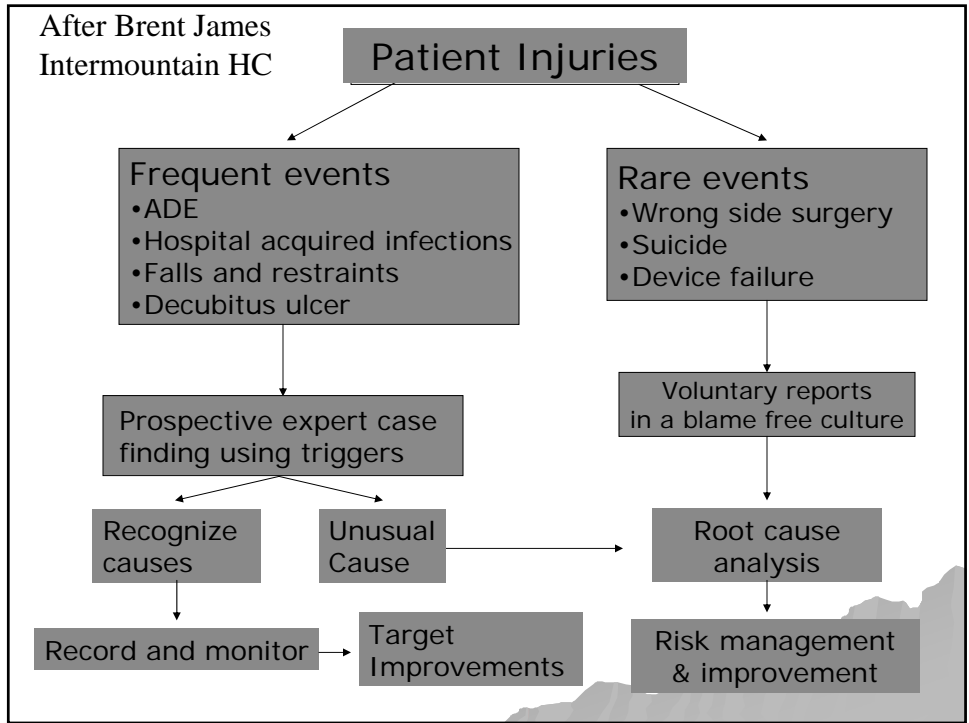 After Brent James
Intermountain HC
Patient Injuries
Frequent events
•ADE
•Hospital acquired infections
•Falls and restraints
•Decubitus ulcer
Rare events
•Wrong side surgery
•Suicide
•Device failure
Prospective expert case
finding using triggers
Voluntary reports
in a blame free culture
Recognize
causes
Unusual
Cause
Root cause
analysis
Record and monitor
Target
Improvements
Risk management
& improvement